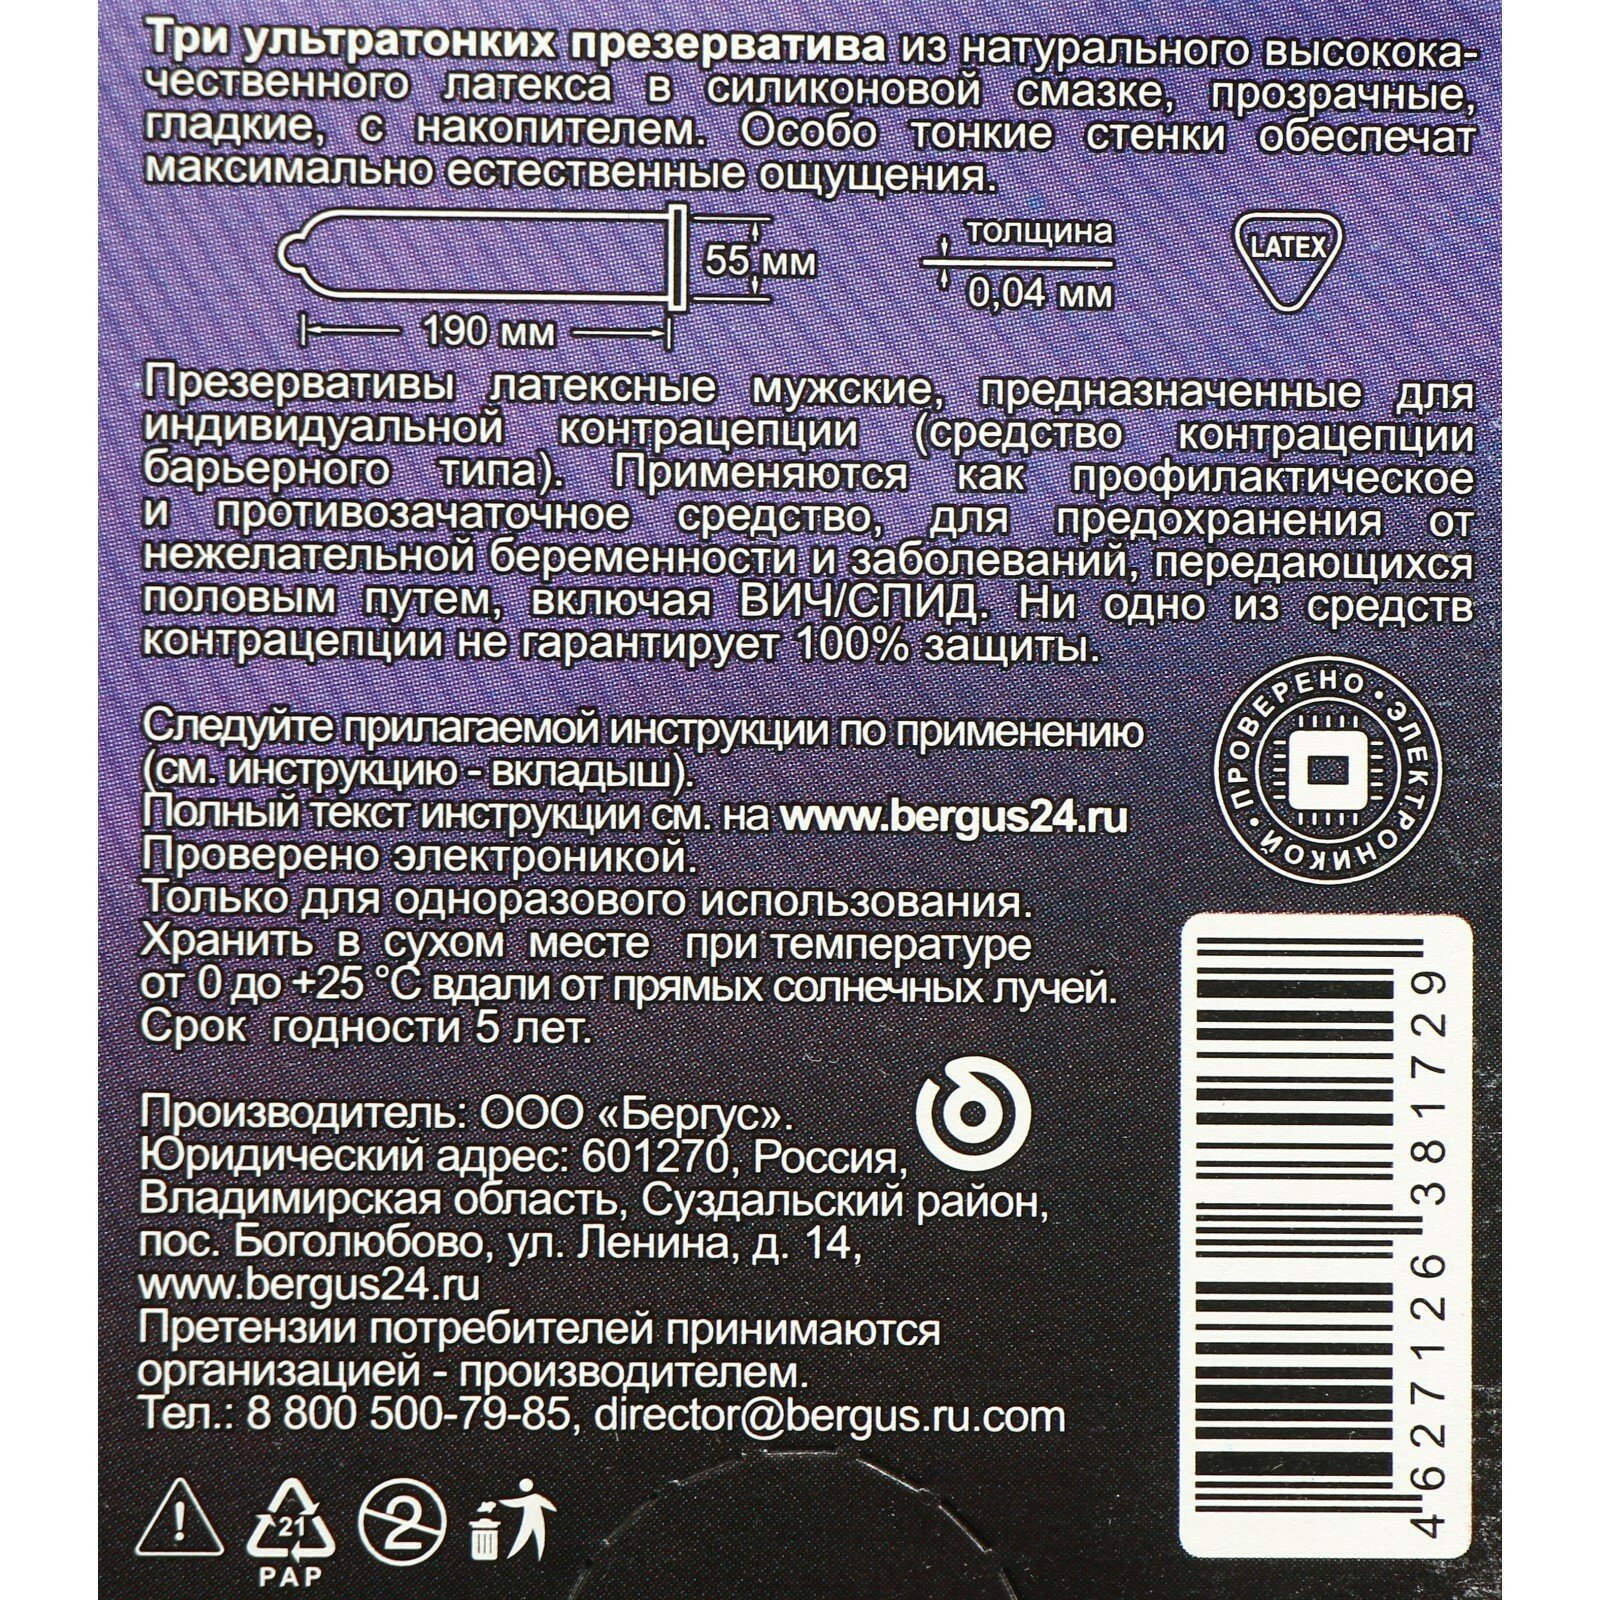 Три ультратонких презерватива из натурального высокока-
чественного латекса в силиконовой смазке, прозрачные,
гладкие, с накопителем. Особо тонкие стенки обеспечат
максимально естественные ощущения.
55 мм
190 мм
толщина
0,04 мм
LATEX
Презервативы латексные мужские, предназначенные для
индивидуальной контрацепции (средство контрацепции
барьерного типа). Применяются как профилактическое
и противозачаточное средство, для предохранения от
нежелательной беременности и заболеваний, передающихся
половым путем, включая ВИЧ/СПИД. Ни одно из средств
контрацепции не гарантирует 100% защиты.
Следуйте прилагаемой инструкции по применению
(см. инструкцию - вкладыш).
Полный текст инструкции см. на www.bergus24.ru
Проверено электроникой.
Только для одноразового использования.
Хранить в сухом месте при температуре
от 0 до +25 °С вдали от прямых солнечных лучей.
Срок годности 5 лет.
ПРОВЕРЕНО • ЭЛЕКТРОНИКОЙ •
Производитель: ООО «Бергус».
Юридический адрес: 601270, Россия,
Владимирская область, Суздальский район,
пос. Боголюбово, ул. Ленина, д. 14,
www.bergus24.ru
Претензии потребителей принимаются
организацией - производителем.
Тел.: 8 800 500-79-85, director@bergus.ru.com
4 627126 381729
21
PAP
2